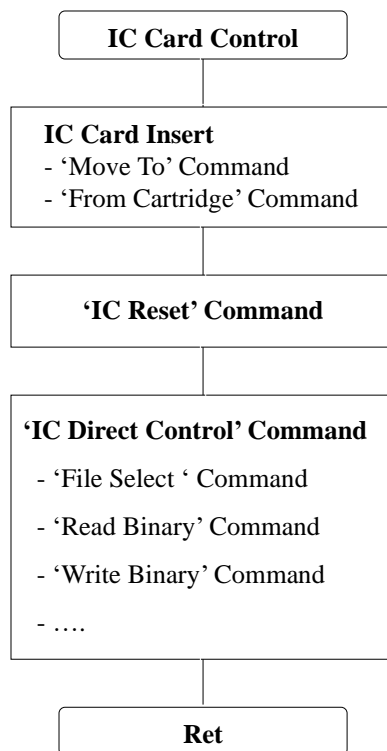 IC Card Control
IC Card Insert
- ‘Move To’ Command
- ‘From Cartridge’ Command
‘IC Reset’ Command
‘IC Direct Control’ Command
- ‘File Select ‘ Command
- ‘Read Binary’ Command
- ‘Write Binary’ Command
- ….
Ret